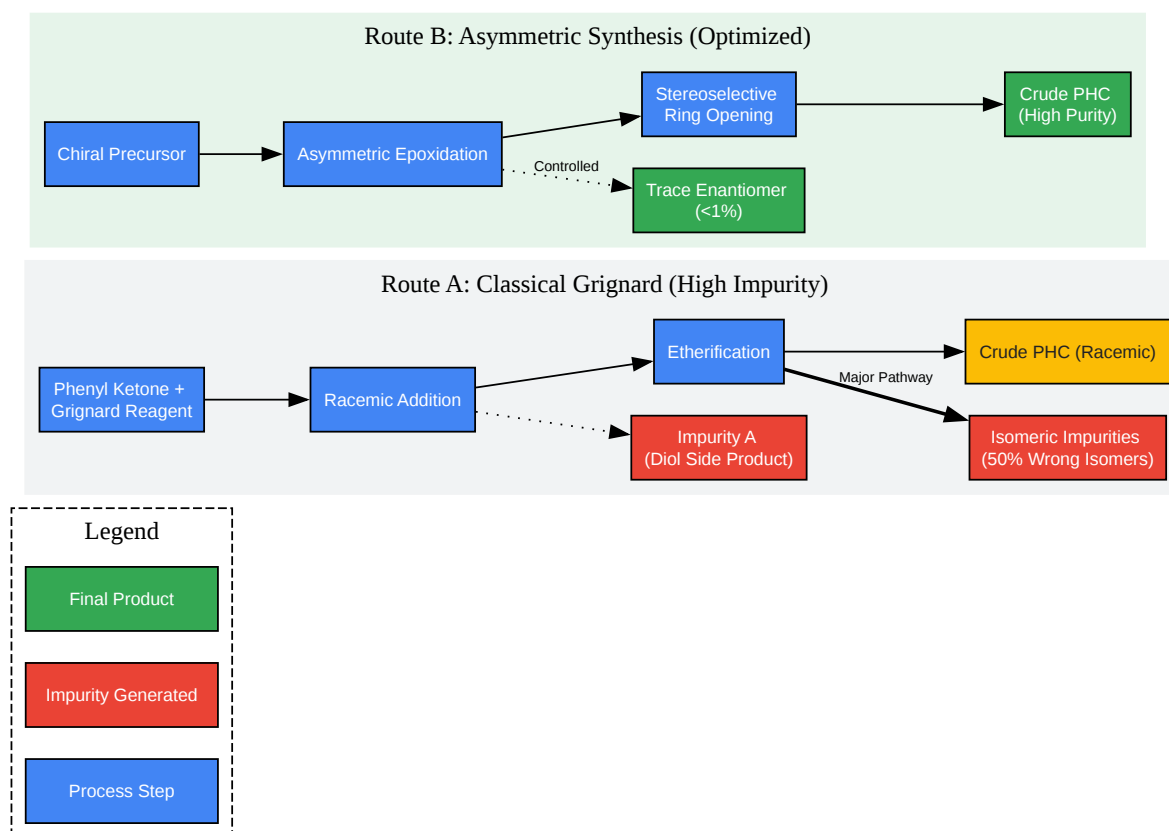 Route B: Asymmetric Synthesis (Optimized)
Chiral Precursor
Asymmetric Epoxidation
Stereoselective
Ring Opening
Crude PHC
(High Purity)
Controlled
Trace Enantiomer
(<1%)
Route A: Classical Grignard (High Impurity)
Phenyl Ketone +
Grignard Reagent
Racemic Addition
Etherification
Crude PHC (Racemic)
Major Pathway
Impurity A
(Diol Side Product)
Isomeric Impurities
(50% Wrong Isomers)
Legend
Final Product
Impurity Generated
Process Step